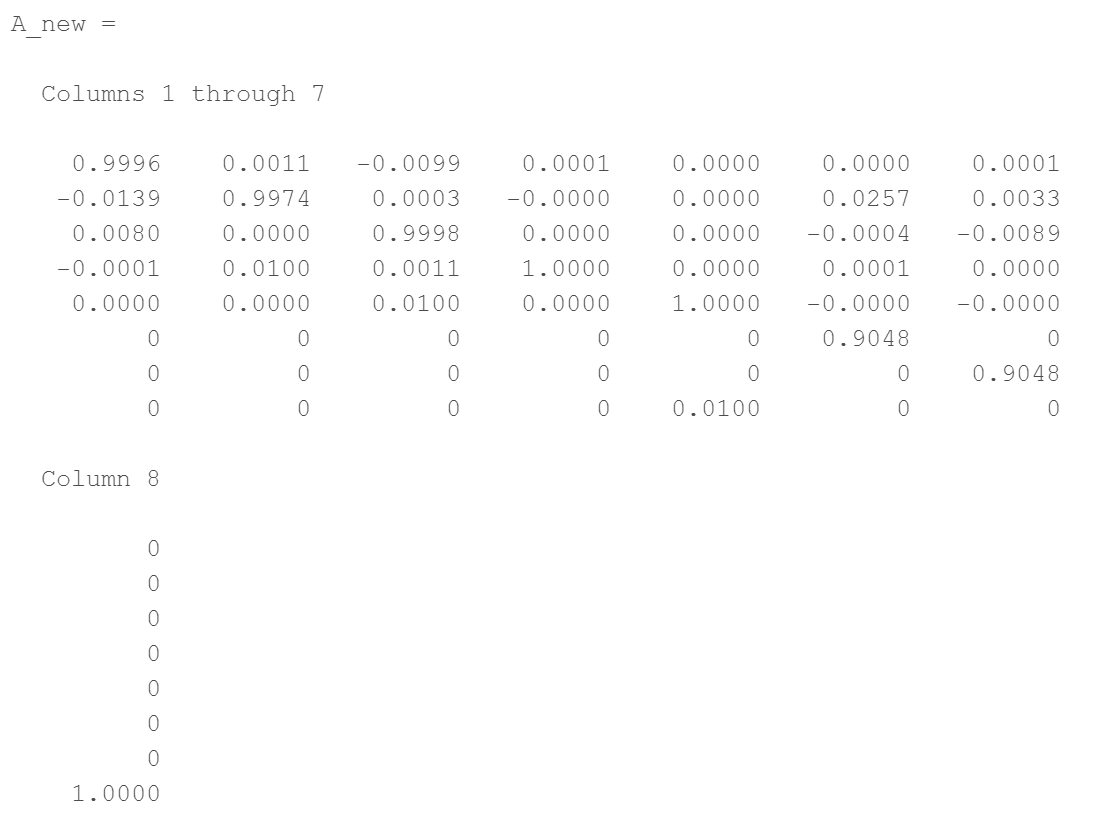 A_new =
Columns 1 through 7
0.9996 0.0011 -0.0099 0.0001 0.0000 0.0000 0.0001
-0.0139 0.9974 0.0003 -0.0000 0.0000 0.0257 0.0033
0.0080 0.0000 0.9998 0.0000 0.0000 -0.0004 -0.0089
-0.0001 0.0100 0.0011 1.0000 0.0000 0.0001 0.0000
0.0000 0.0000 0.0100 0.0000 1.0000 -0.0000 -0.0000
0 0 0 0 0 0.9048 0
0 0 0 0 0 0 0.9048
0 0 0 0 0.0100 0 0
Column 8
0
0
0
0
0
0
0
1.0000